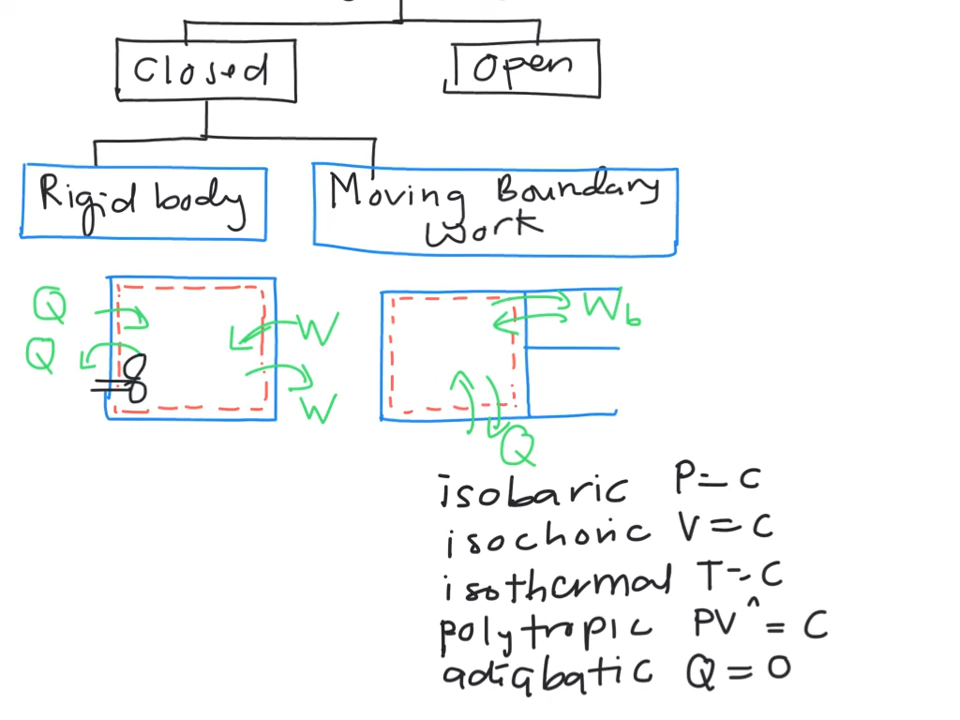 Closed
Open
Rigid body
Moving Boundary
Work
Q
W
Q
W
Wb
Q
isobaric P=C
isochoric V=C
isothermal T=C
polytropic PV^n = C
adiabatic Q=0